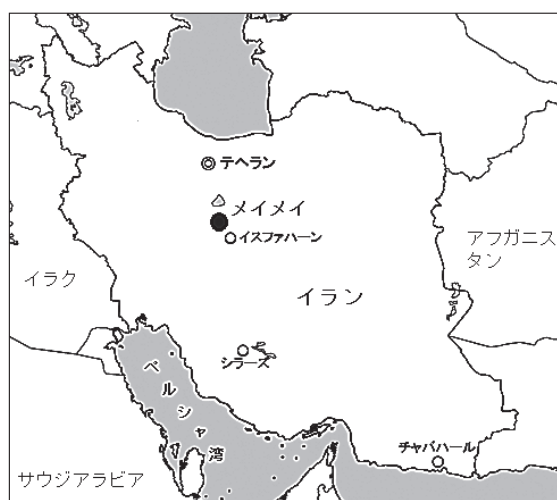 テヘラン
メイメイ
イスファハーン
アフガニス
タン
イラク
イラン
シラーズ
ペルシャ湾
チャバハール
サウジアラビア